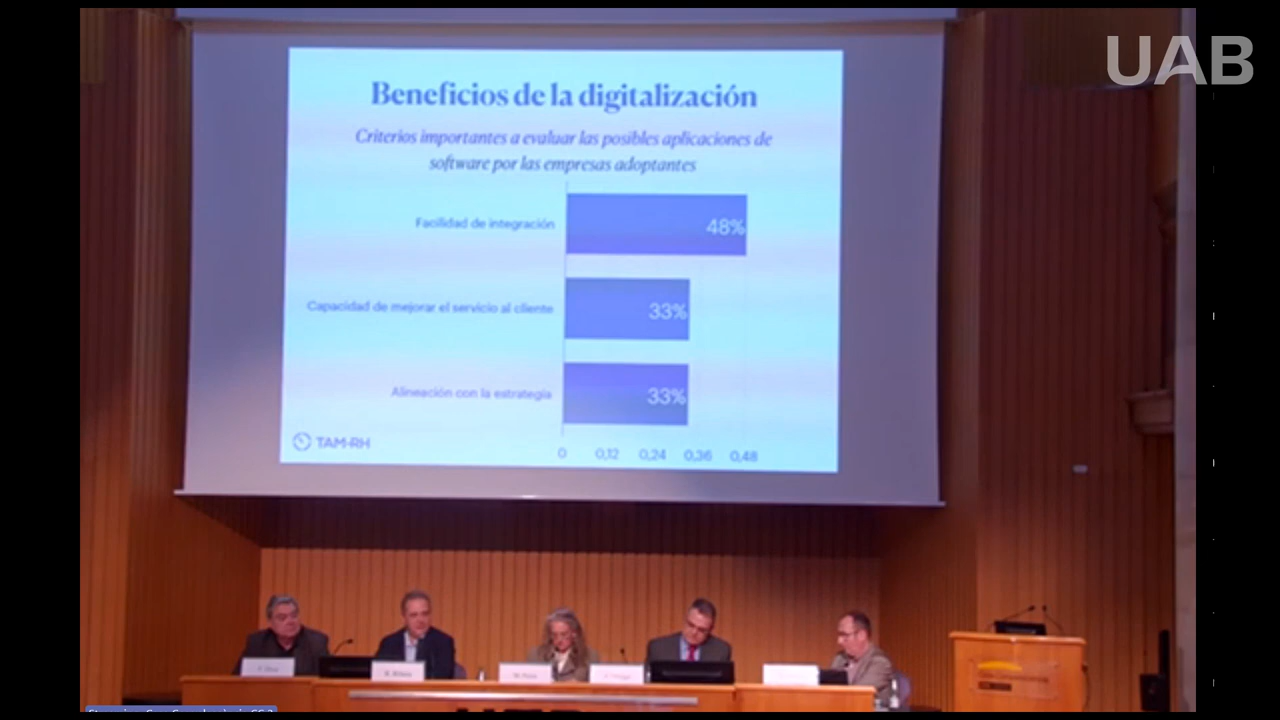 UAB
Beneficios de la digitalización
Criterios importantes a evaluar las posibles aplicaciones de
software por las empresas adoptantes
Facilidad de integración
48%
Capacidad de mejorar el servicio al cliente
33%
Alineación con la estrategia
33%
TAM-RH
0 0,12 0,24 0,36 0,48